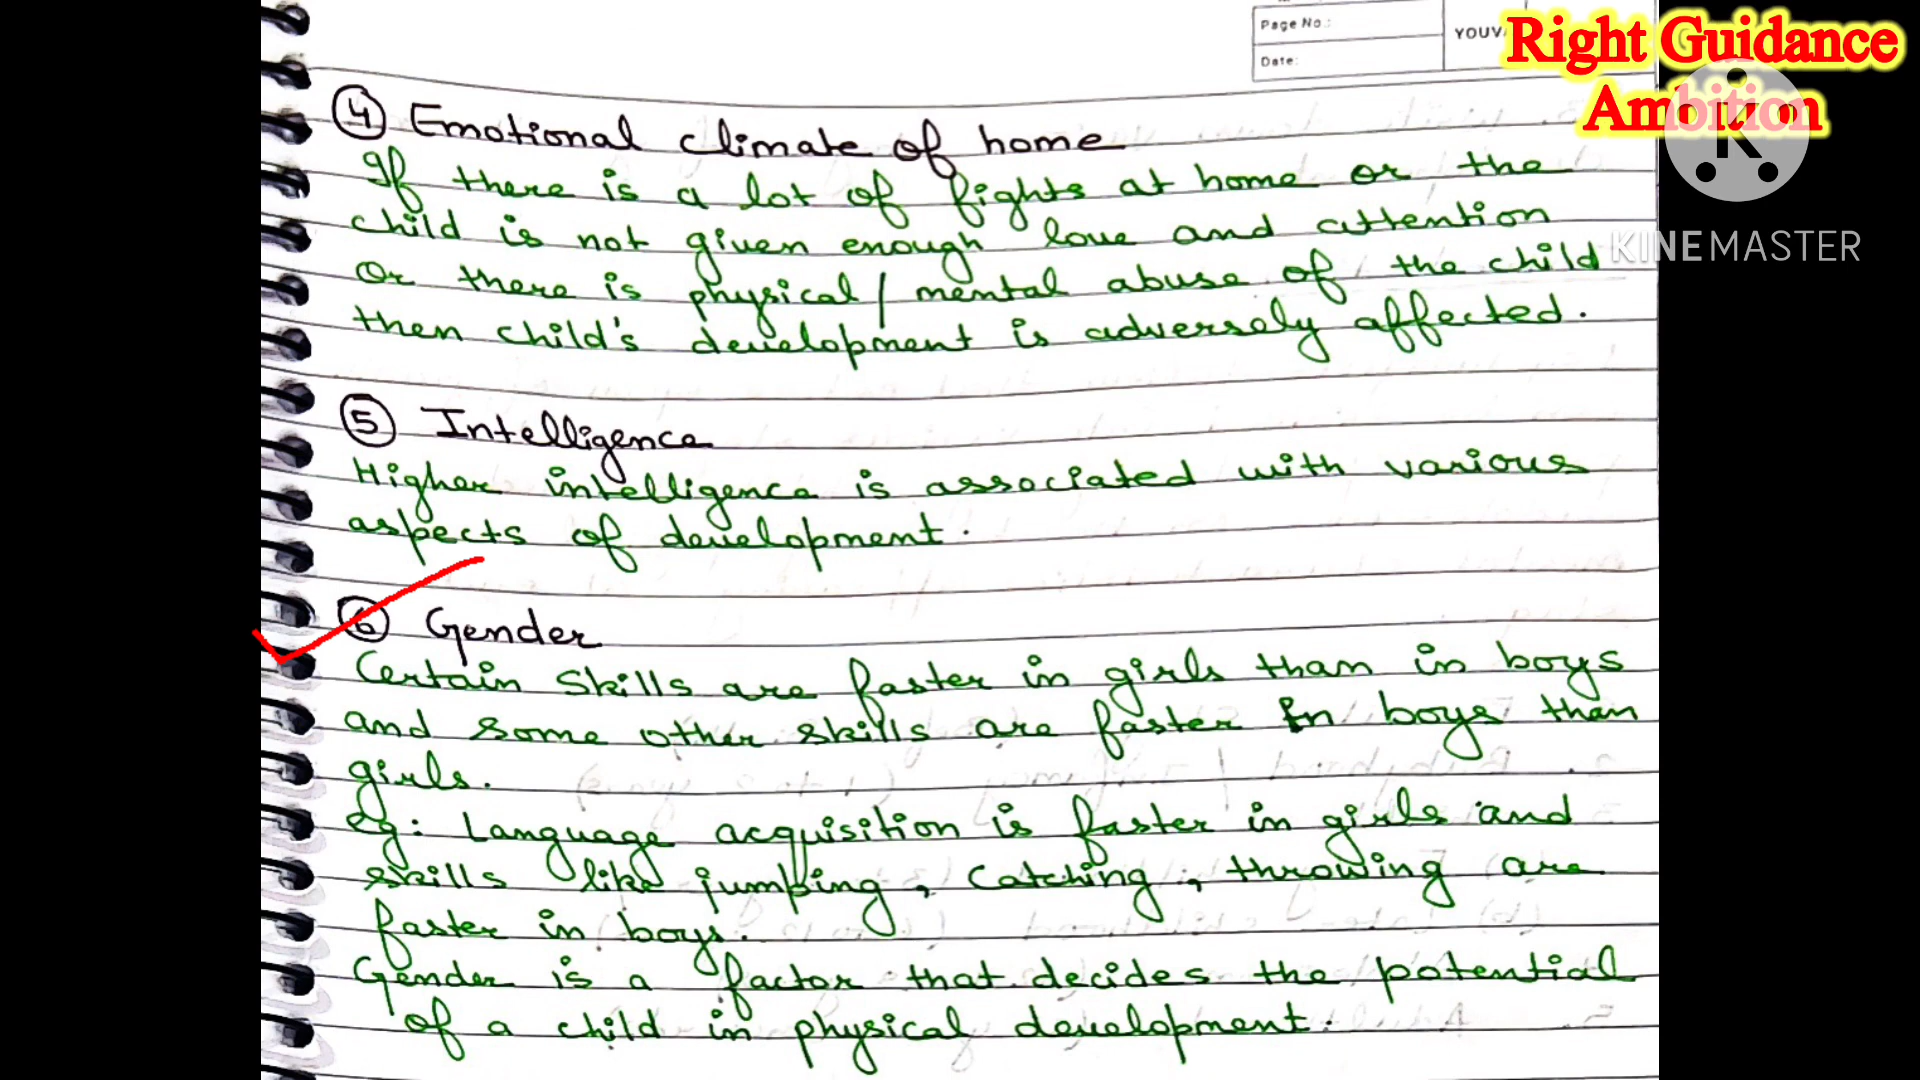 Page No.:
Date:
YOUV
Right Guidance
Ambition
K
KINEMASTER
④ Emotional climate of home
If there is a lot of fights at home or the
child is not given enough love and attention
or there is physical / mental abuse of the child
then child's development is adversely affected.
⑤ Intelligence
Higher intelligence is associated with various
aspects of development.
⑥ Gender
Certain skills are faster in girls than in boys
and some other skills are faster in boys than
girls.
eg: Language acquisition is faster in girls and
skills like jumping, catching, throwing are
faster in boys.
Gender is a factor that decides the potential
of a child in physical development.